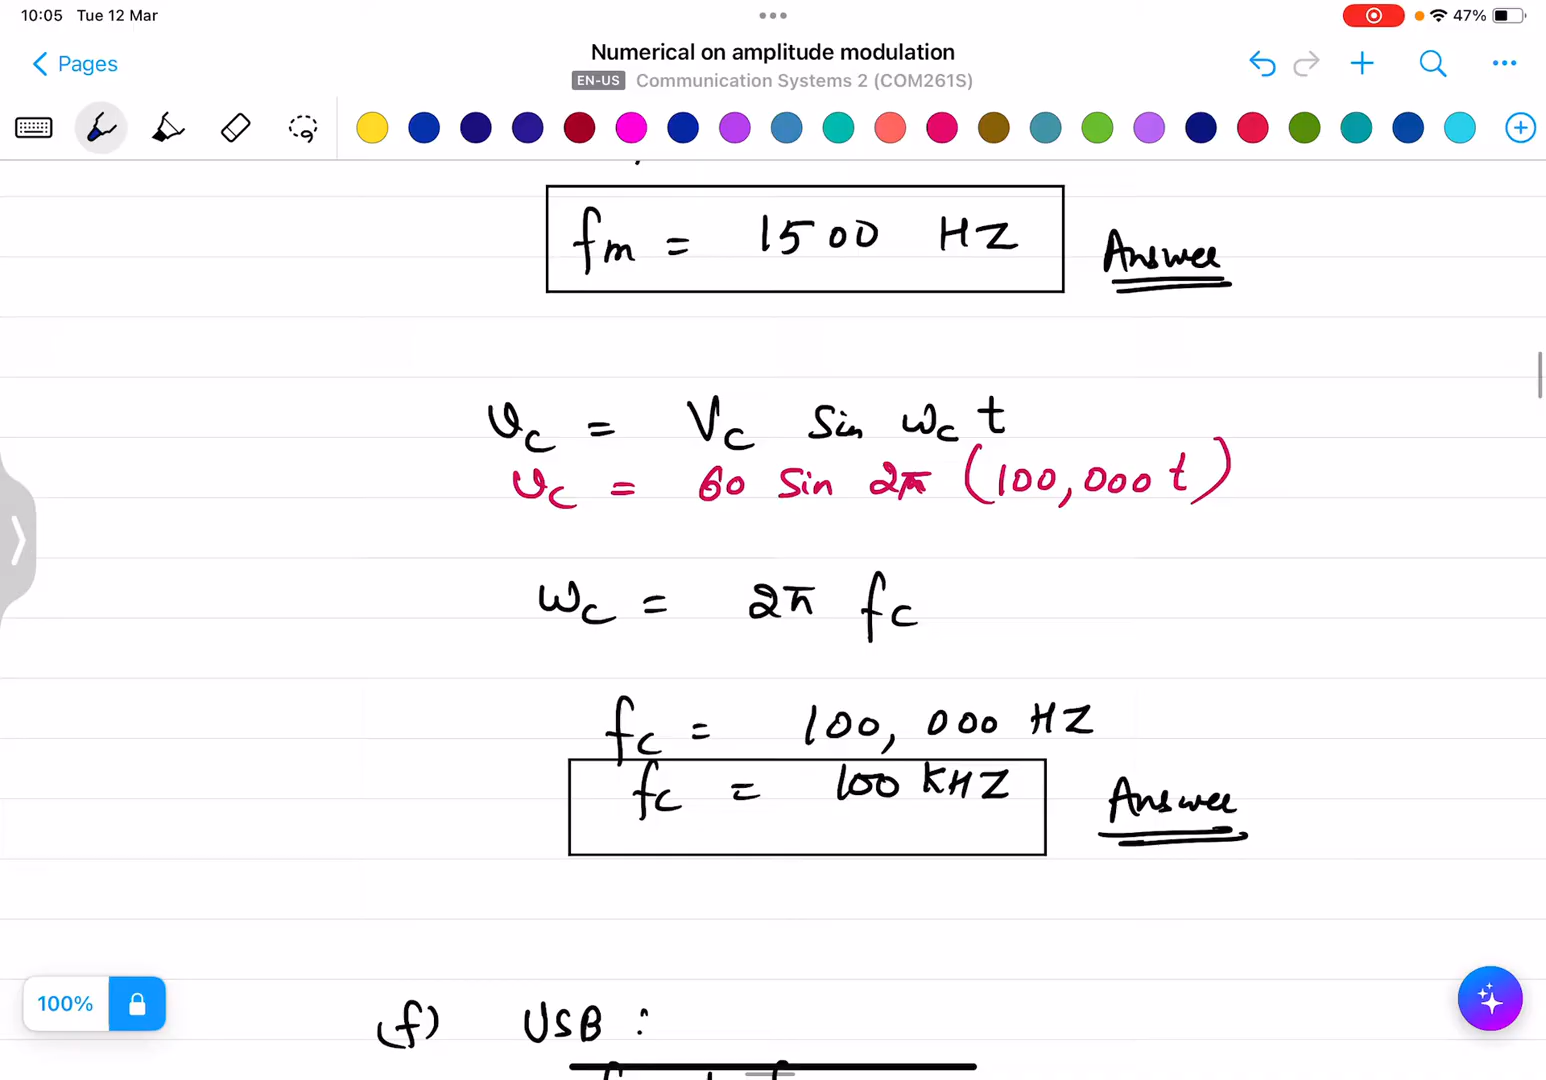 10:05 Tue 12 Mar
47%
Pages
Numerical on amplitude modulation
EN-US Communication Systems 2 (COM261S)
fm = 1500 HZ Answer
vc = Vc Sin ωc t
vc = 60 Sin 2π (100,000 t)
ωc = 2π fc
fc = 100, 000 HZ
fc = 100 KHZ Answer
100%
(f) USB :